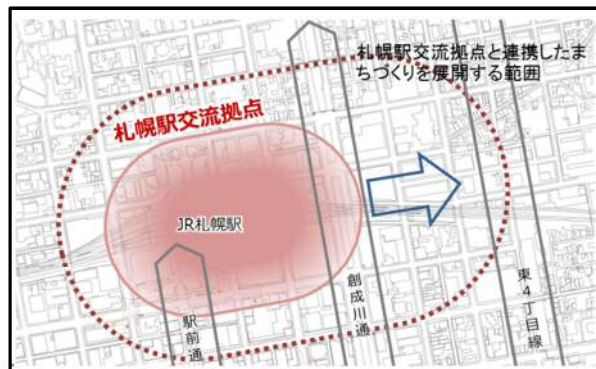 札幌駅交流拠点と連携したま
ちづくりを展開する範囲
札幌駅交流拠点
JR札幌駅
駅前通
創成川通
東4丁目線